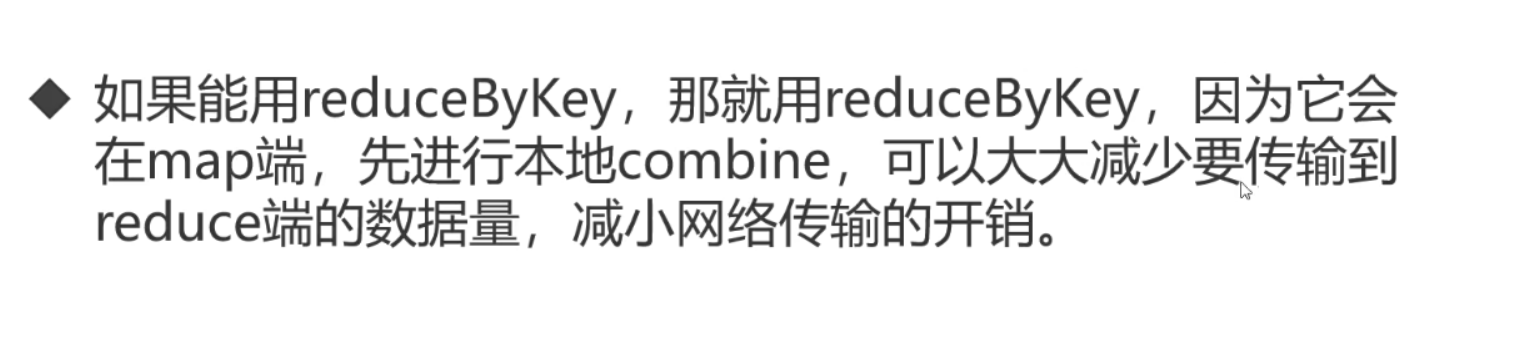 ◆ 如果能用reduceByKey，那就用reduceByKey，因为它会
在map端，先进行本地combine，可以大大减少要传输到
reduce端的数据量，减小网络传输的开销。